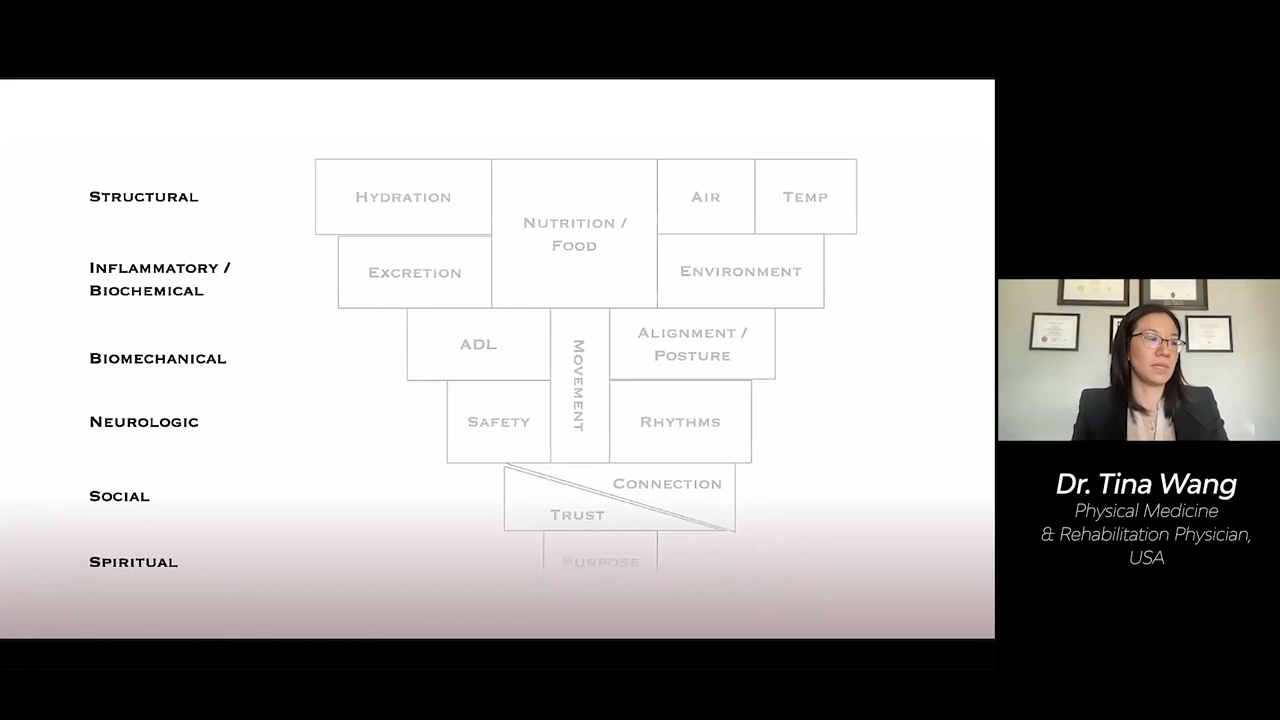 STRUCTURAL
HYDRATION
NUTRITION /
FOOD
AIR
TEMP
INFLAMMATORY /
BIOCHEMICAL
EXCRETION
ENVIRONMENT
BIOMECHANICAL
ADL
MOVEMENT
ALIGNMENT /
POSTURE
NEUROLOGIC
SAFETY
RHYTHMS
SOCIAL
CONNECTION
TRUST
SPIRITUAL
PURPOSE
Dr. Tina Wang
Physical Medicine
& Rehabilitation Physician,
USA